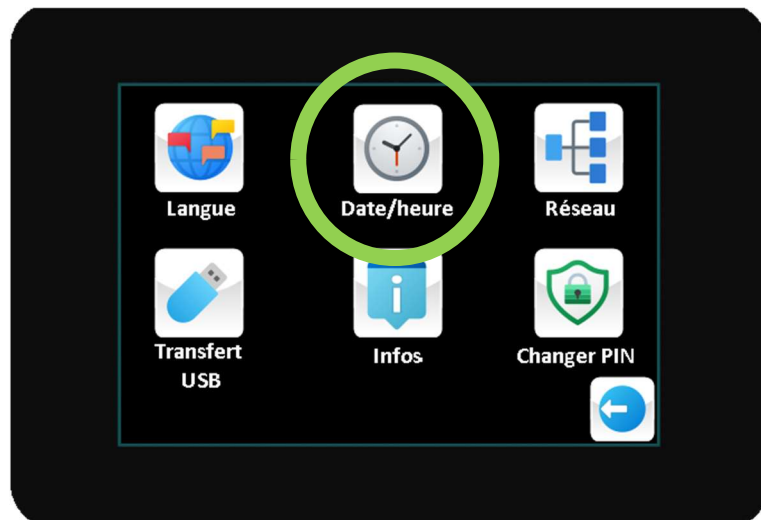 Langue
Date/heure
Réseau
Transfert
USB
Infos
Changer PIN